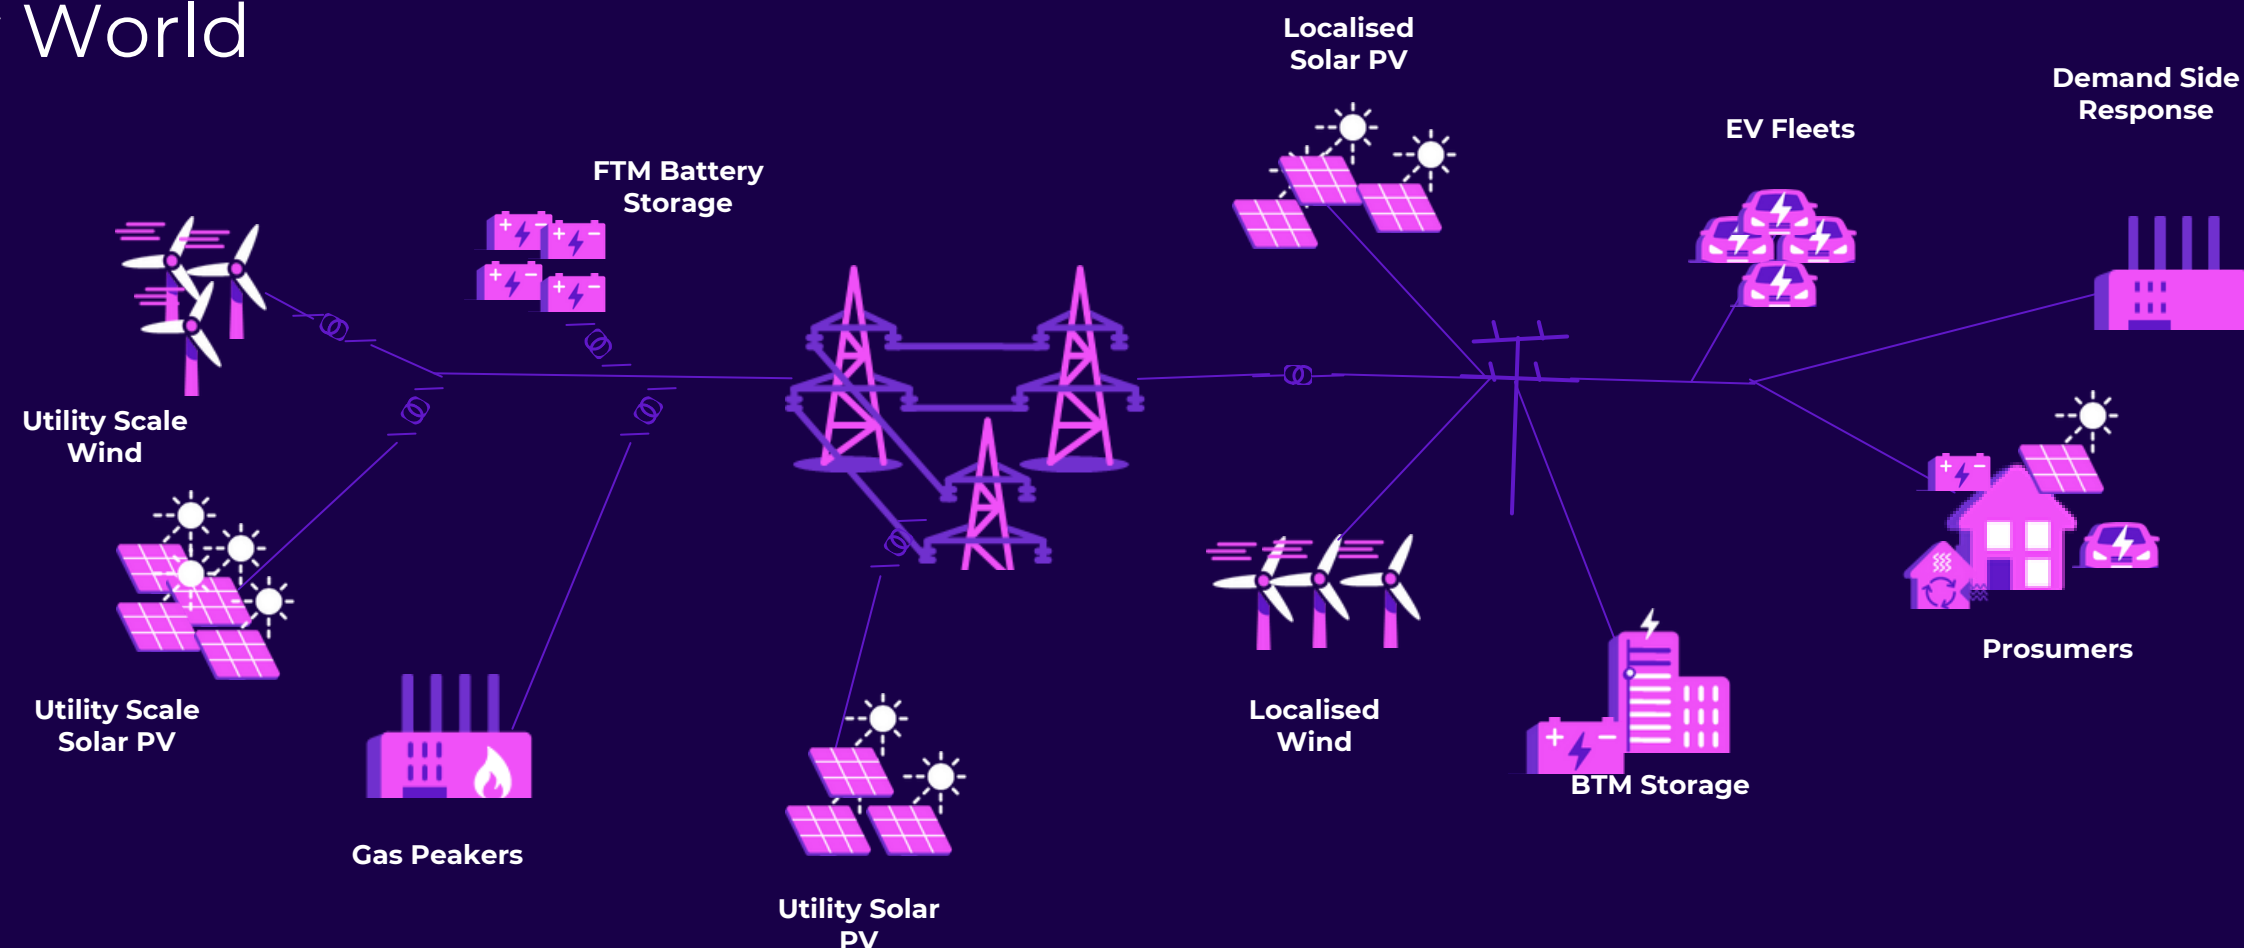 World
Localised
Solar PV
Demand Side
Response
EV Fleets
FTM Battery
Storage
Utility Scale
Wind
Prosumers
Utility Scale
Solar PV
Localised
Wind
BTM Storage
Gas Peakers
Utility Solar
PV